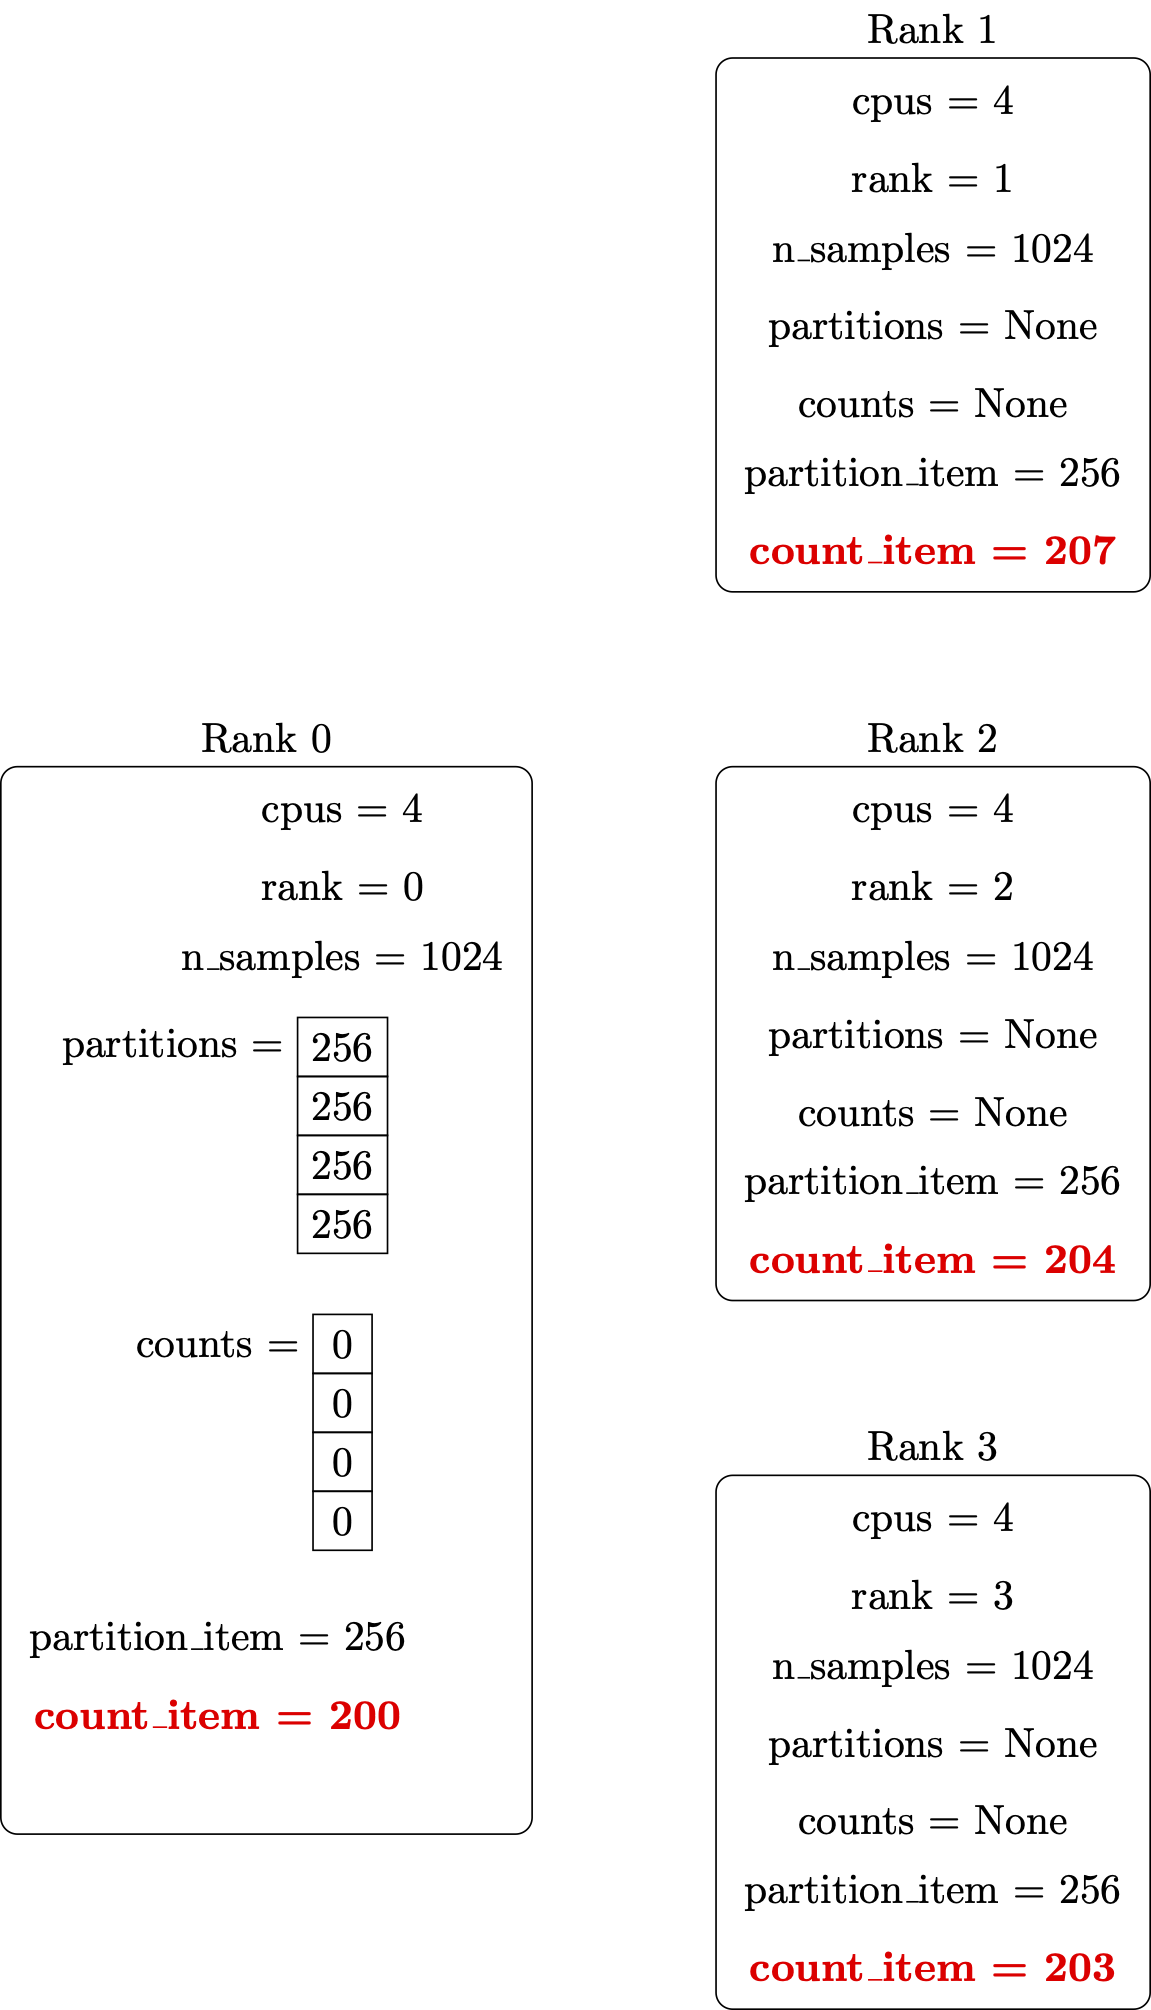 Rank 1
cpus = 4
rank = 1
n_samples = 1024
partitions = None
counts = None
partition_item = 256
count_item = 207
Rank 0
cpus = 4
rank = 0
n_samples = 1024
partitions = 256
256
256
256
counts = 0
0
0
0
partition_item = 256
count_item = 200
Rank 2
cpus = 4
rank = 2
n_samples = 1024
partitions = None
counts = None
partition_item = 256
count_item = 204
Rank 3
cpus = 4
rank = 3
n_samples = 1024
partitions = None
counts = None
partition_item = 256
count_item = 203